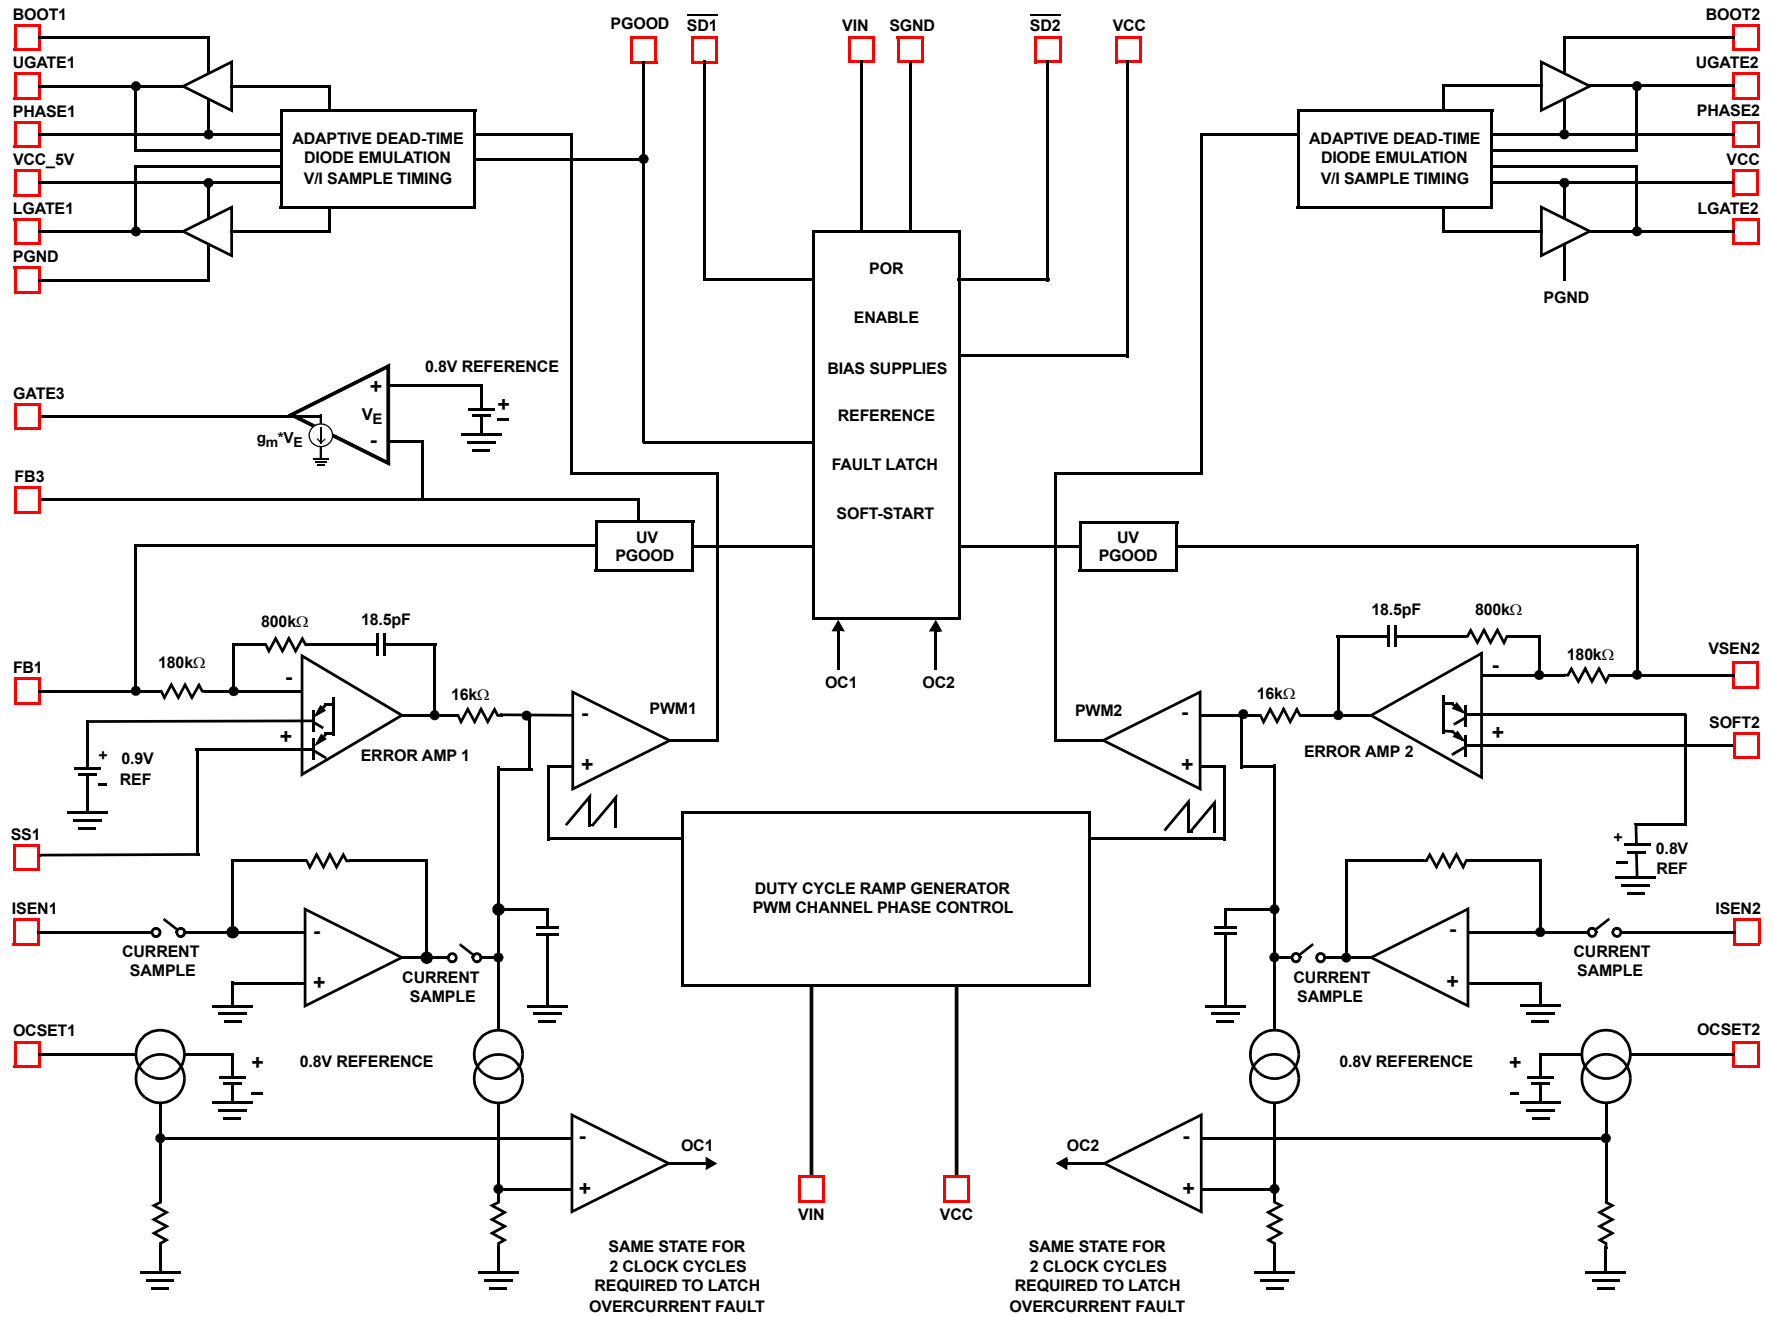 BOOT1
UGATE1
PHASE1
VCC_5V
LGATE1
PGND
ADAPTIVE DEAD-TIME
DIODE EMULATION
V/I SAMPLE TIMING
PGOOD
SD1
VIN
SGND
SD2
VCC
BOOT2
UGATE2
PHASE2
VCC
LGATE2
ADAPTIVE DEAD-TIME
DIODE EMULATION
V/I SAMPLE TIMING
PGND
POR
ENABLE
BIAS SUPPLIES
REFERENCE
FAULT LATCH
SOFT-START
OC1
OC2
0.8V REFERENCE
+
-
GATE3
+
VE
-
gm*VE
FB3
UV
PGOOD
UV
PGOOD
800kΩ
18.5pF
180kΩ
FB1
-
+
16kΩ
ERROR AMP 1
+
-
0.9V
REF
-
+
PWM1
SS1
18.5pF
800kΩ
180kΩ
VSEN2
-
+
16kΩ
ERROR AMP 2
SOFT2
PWM2
-
+
+
-
0.8V
REF
DUTY CYCLE RAMP GENERATOR
PWM CHANNEL PHASE CONTROL
ISEN1
CURRENT
SAMPLE
-
+
CURRENT
SAMPLE
ISEN2
CURRENT
SAMPLE
-
+
CURRENT
SAMPLE
OCSET1
+
-
0.8V REFERENCE
-
+
OC1
VIN
VCC
OCSET2
+
-
0.8V REFERENCE
-
+
OC2
SAME STATE FOR
2 CLOCK CYCLES
REQUIRED TO LATCH
OVERCURRENT FAULT
SAME STATE FOR
2 CLOCK CYCLES
REQUIRED TO LATCH
OVERCURRENT FAULT